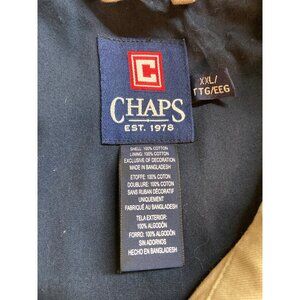 C
CHAPS
EST. 1978
XXL/
TTG/EEG
SHELL: 100% COTTON
LINING: 100% COTTON
EXCLUSIVE OF DECORATION
MADE IN BANGLADESH
ETOFFE: 100% COTON
DOUBLURE: 100% COTON
SANS RUBAN DÉCORATIF
UNIQUEMENT
FABRIQUÉ AU BANGLADESH
TELA EXTERIOR:
100% ALGODÓN
FORRO: 100% ALGODÓN
SIN ADORNOS
HECHO EN BANGLADESH